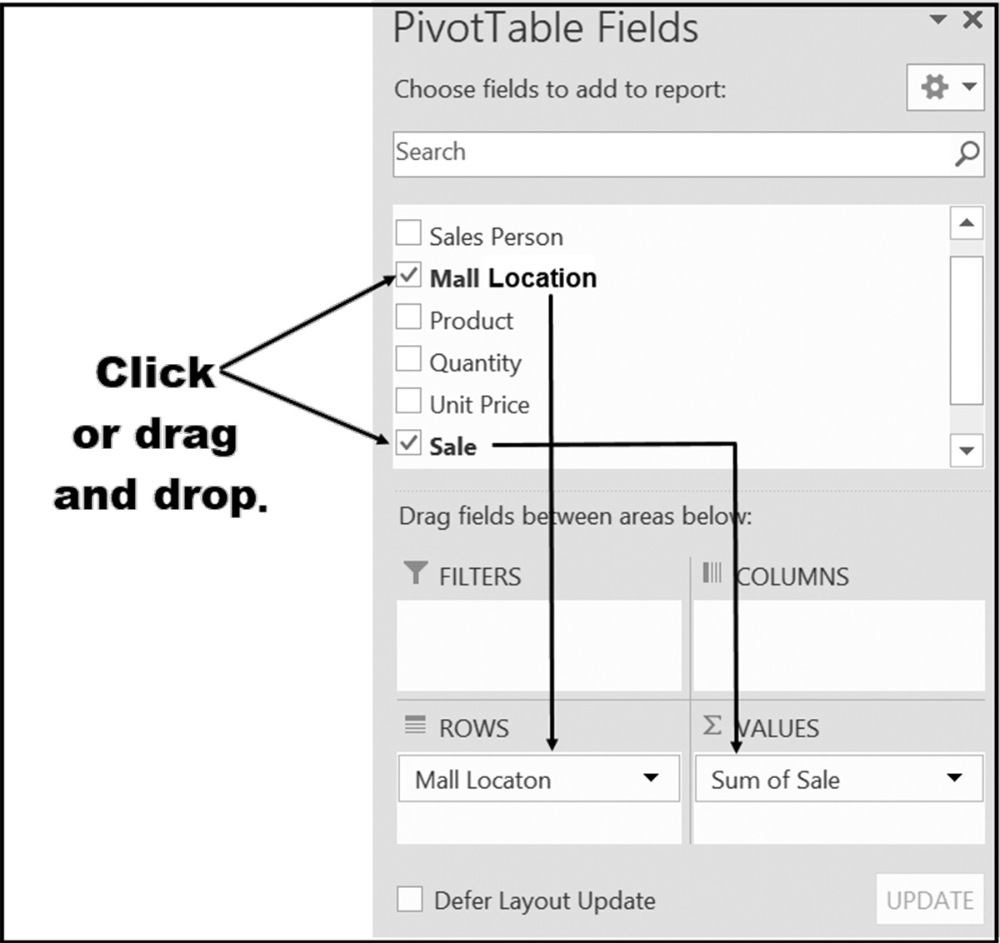 PivotTable Fields
Choose fields to add to report:
Search
Sales Person
Mall Location
Product
Quantity
Unit Price
Sale
Click
or drag
and drop.
Drag fields between areas below:
FILTERS
COLUMNS
ROWS
Σ VALUES
Mall Locaton
Sum of Sale
Defer Layout Update
UPDATE